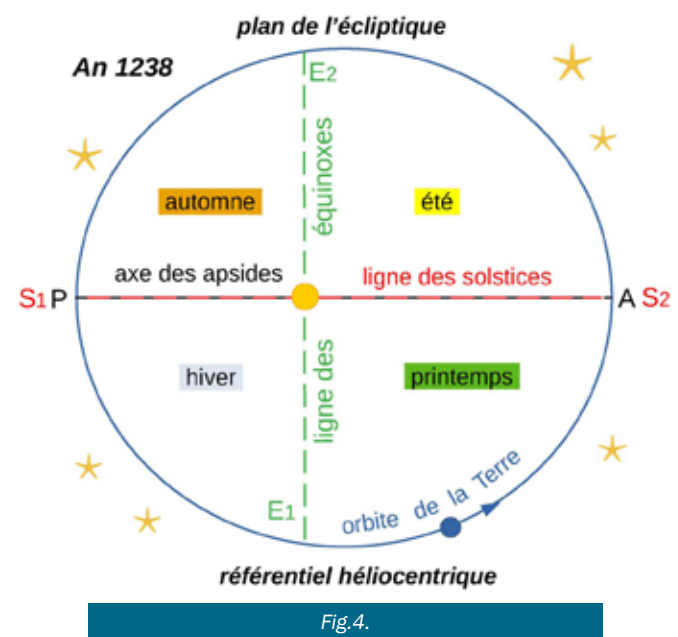 plan de l'écliptique
An 1238
E2
équinoxes
automne
été
axe des apsides
ligne des solstices
S1 P
A S2
ligne des
hiver
printemps
E1
orbite de la Terre
référentiel héliocentrique
Fig.4.